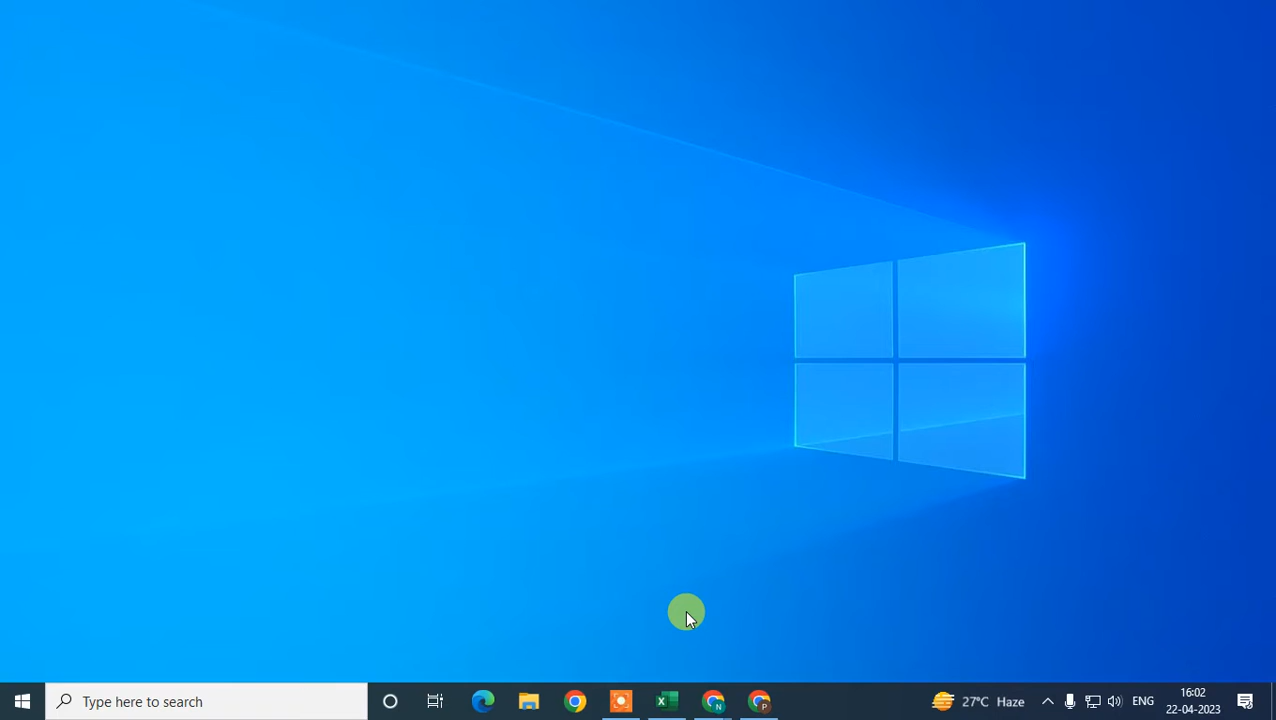 Type here to search
N
P
27°C Haze
ENG
16:02
22-04-2023